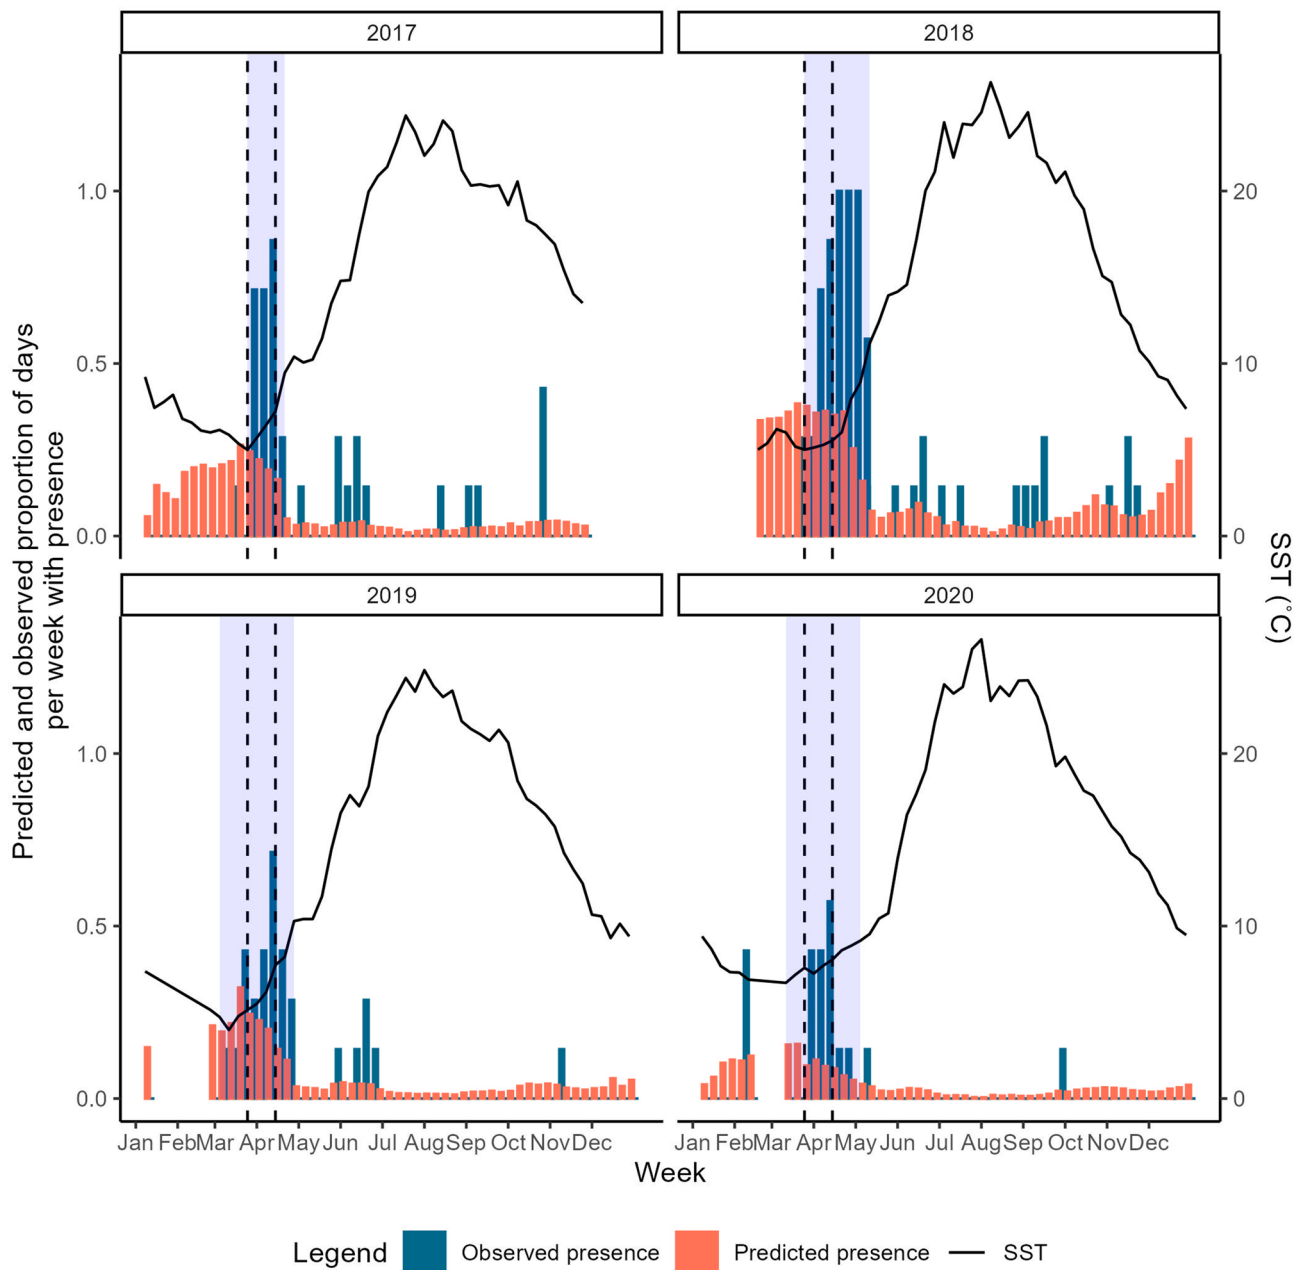 2017
2018
1.0
0.5
0.0
20
10
0
2019
2020
1.0
0.5
0.0
20
10
0
Predicted and observed proportion of days
per week with presence
SST (°C)
Jan Feb Mar Apr May Jun Jul Aug Sep Oct Nov Dec
Jan Feb Mar Apr May Jun Jul Aug Sep Oct Nov Dec
Week
Legend Observed presence Predicted presence SST